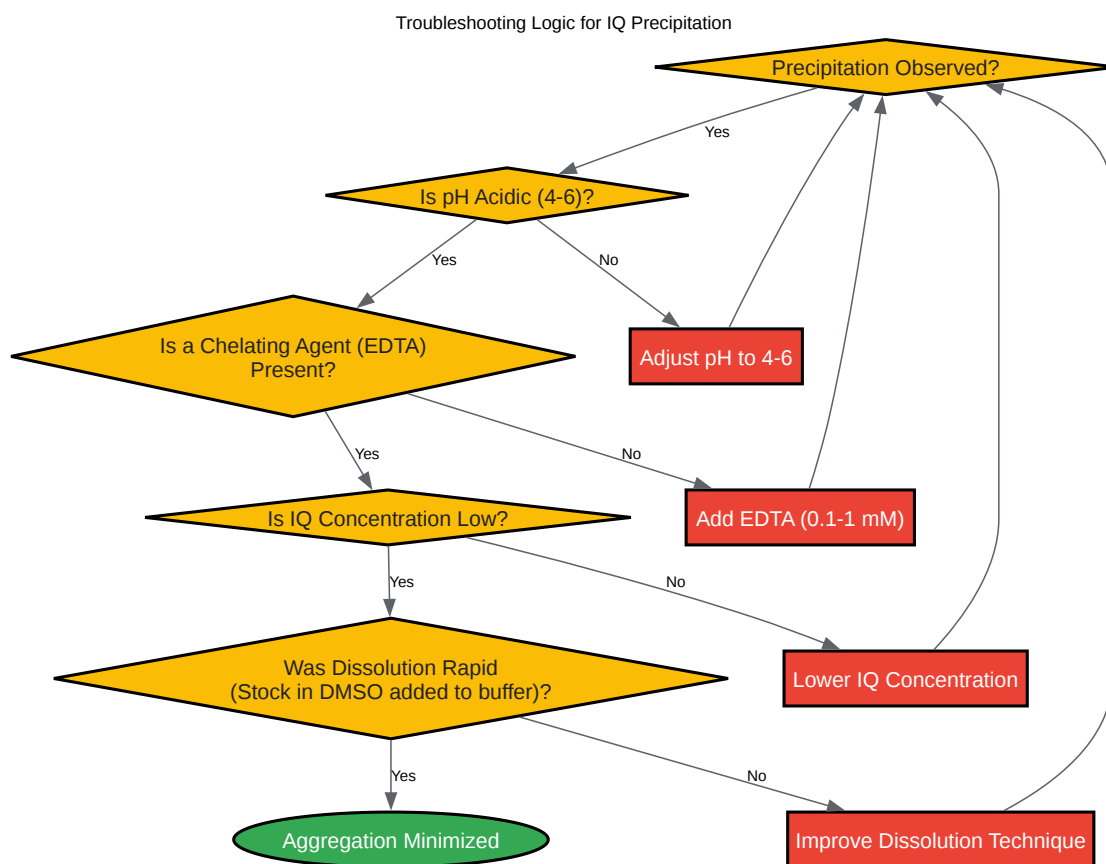 Troubleshooting Logic for IQ Precipitation
Precipitation Observed?
Yes
Is pH Acidic (4-6)?
Yes
No
Is a Chelating Agent (EDTA)
Present?
Adjust pH to 4-6
Yes
No
Is IQ Concentration Low?
Add EDTA (0.1-1 mM)
Yes
No
Was Dissolution Rapid
(Stock in DMSO added to buffer)?
Lower IQ Concentration
Yes
No
Aggregation Minimized
Improve Dissolution Technique